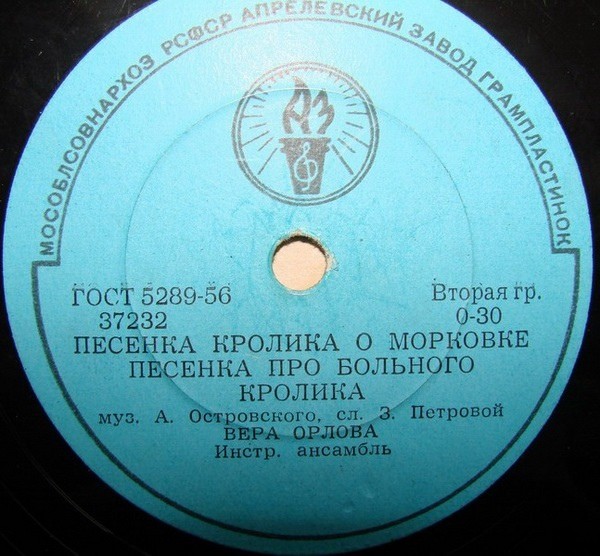 МОСОБЛСОВНАРХОЗ РСФСР АПРЕЛЕВСКИЙ ЗАВОД ГРАМПЛАСТИНОК
АЗ
ГОСТ 5289-56
Вторая гр.
37232
0-30
ПЕСЕНКА КРОЛИКА О МОРКОВКЕ
ПЕСЕНКА ПРО БОЛЬНОГО
КРОЛИКА
муз. А. Островского, сл. З. Петровой
ВЕРА ОРЛОВА
Инстр. ансамбль